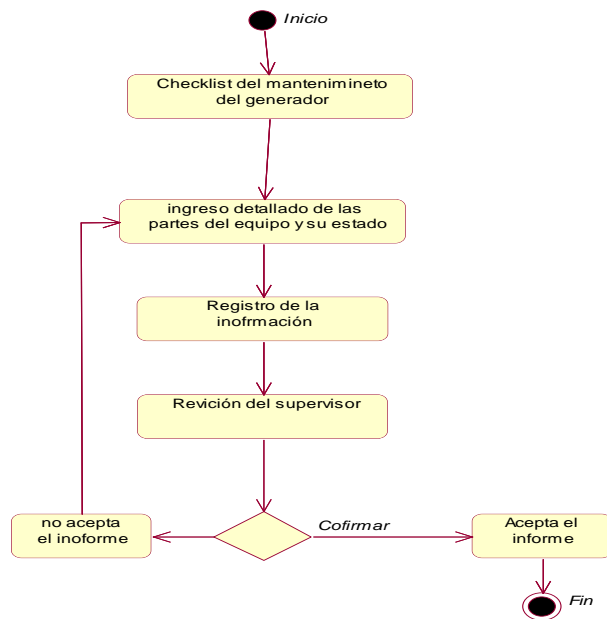 Inicio
Checklist del mantenimineto
del generador
ingreso detallado de las
partes del equipo y su estado
Registro de la
inofrmación
Revición del supervisor
no acepta
el inoforme
Cofirmar
Acepta el
informe
Fin